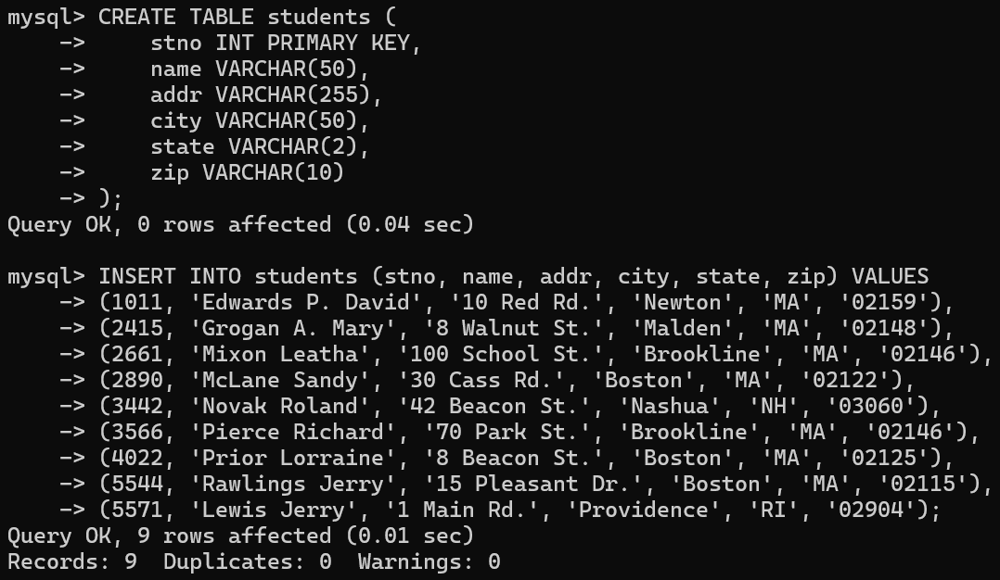 mysql> CREATE TABLE students (
    ->     stno INT PRIMARY KEY,
    ->     name VARCHAR(50),
    ->     addr VARCHAR(255),
    ->     city VARCHAR(50),
    ->     state VARCHAR(2),
    ->     zip VARCHAR(10)
    -> );
Query OK, 0 rows affected (0.04 sec)

mysql> INSERT INTO students (stno, name, addr, city, state, zip) VALUES
    -> (1011, 'Edwards P. David', '10 Red Rd.', 'Newton', 'MA', '02159'),
    -> (2415, 'Grogan A. Mary', '8 Walnut St.', 'Malden', 'MA', '02148'),
    -> (2661, 'Mixon Leatha', '100 School St.', 'Brookline', 'MA', '02146'),
    -> (2890, 'McLane Sandy', '30 Cass Rd.', 'Boston', 'MA', '02122'),
    -> (3442, 'Novak Roland', '42 Beacon St.', 'Nashua', 'NH', '03060'),
    -> (3566, 'Pierce Richard', '70 Park St.', 'Brookline', 'MA', '02146'),
    -> (4022, 'Prior Lorraine', '8 Beacon St.', 'Boston', 'MA', '02125'),
    -> (5544, 'Rawlings Jerry', '15 Pleasant Dr.', 'Boston', 'MA', '02115'),
    -> (5571, 'Lewis Jerry', '1 Main Rd.', 'Providence', 'RI', '02904');
Query OK, 9 rows affected (0.01 sec)
Records: 9  Duplicates: 0  Warnings: 0